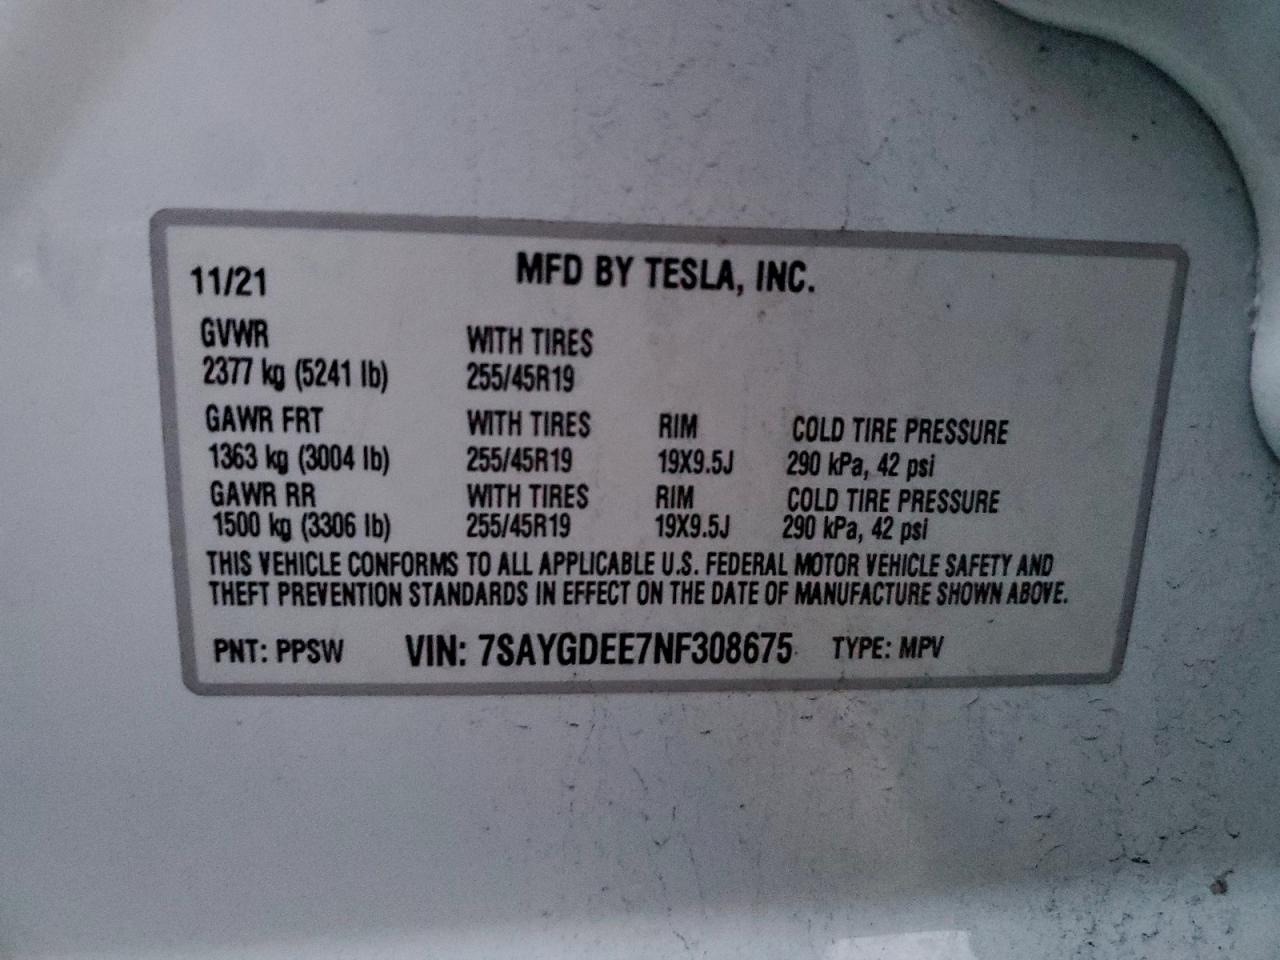 11/21 MFD BY TESLA, INC.
GVWR WITH TIRES
2377 kg (5241 lb) 255/45R19
GAWR FRT WITH TIRES RIM COLD TIRE PRESSURE
1363 kg (3004 lb) 255/45R19 19X9.5J 290 kPa, 42 psi
GAWR RR WITH TIRES RIM COLD TIRE PRESSURE
1500 kg (3306 lb) 255/45R19 19X9.5J 290 kPa, 42 psi
THIS VEHICLE CONFORMS TO ALL APPLICABLE U.S. FEDERAL MOTOR VEHICLE SAFETY AND
THEFT PREVENTION STANDARDS IN EFFECT ON THE DATE OF MANUFACTURE SHOWN ABOVE.
PNT: PPSW VIN: 7SAYGDEE7NF308675 TYPE: MPV